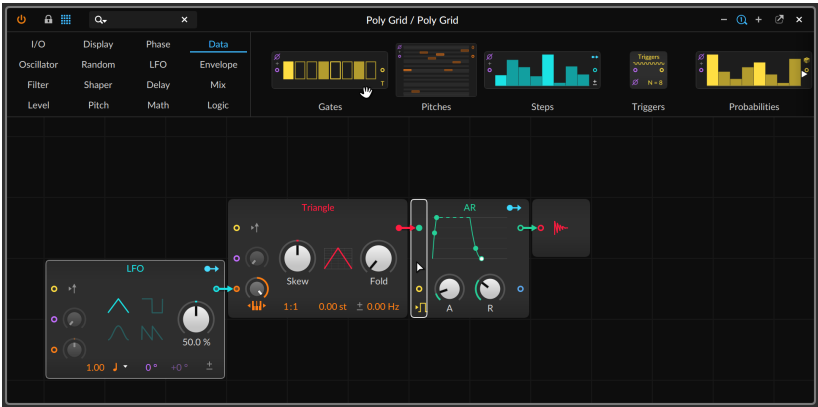 Poly Grid / Poly Grid
I/O Display Phase Data
Oscillator Random LFO Envelope
Filter Shaper Delay Mix
Level Pitch Math Logic
Triggers
T
N = 8
Gates Pitches Steps Triggers Probabilities
Triangle
AR
Skew Fold
1:1 0.00 st ± 0.00 Hz
A R
LFO
50.0 %
1.00 0 ° +0 ° ±